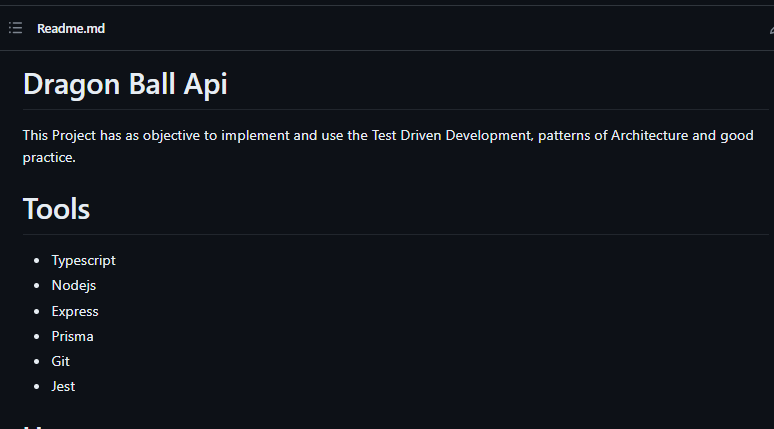 Readme.md
Dragon Ball Api
This Project has as objective to implement and use the Test Driven Development, patterns of Architecture and good
practice.
Tools
Typescript
Nodejs
Express
Prisma
Git
Jest